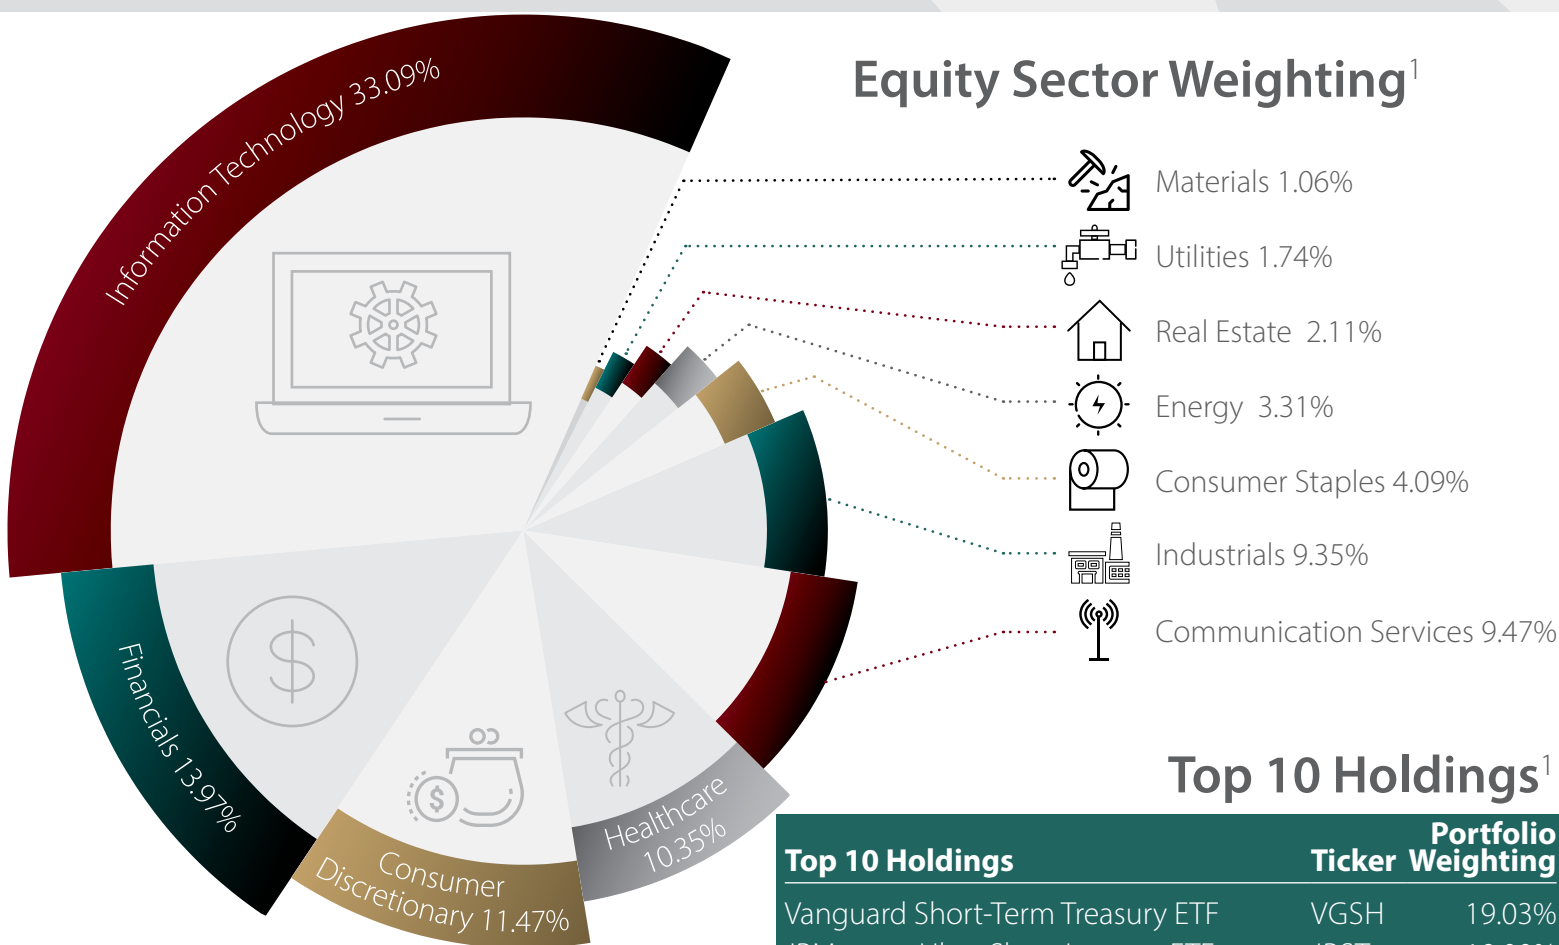 Equity Sector Weighting1
Information Technology 33.09%
Materials 1.06%
Utilities 1.74%
Real Estate 2.11%
Energy 3.31%
Consumer Staples 4.09%
Industrials 9.35%
Communication Services 9.47%
Financials 13.97%
$
Consumer
Discretionary 11.47%
$
Healthcare
10.35%
Top 10 Holdings1
Portfolio
Top 10 Holdings Ticker Weighting
Vanguard Short-Term Treasury ETF VGSH 19.03%